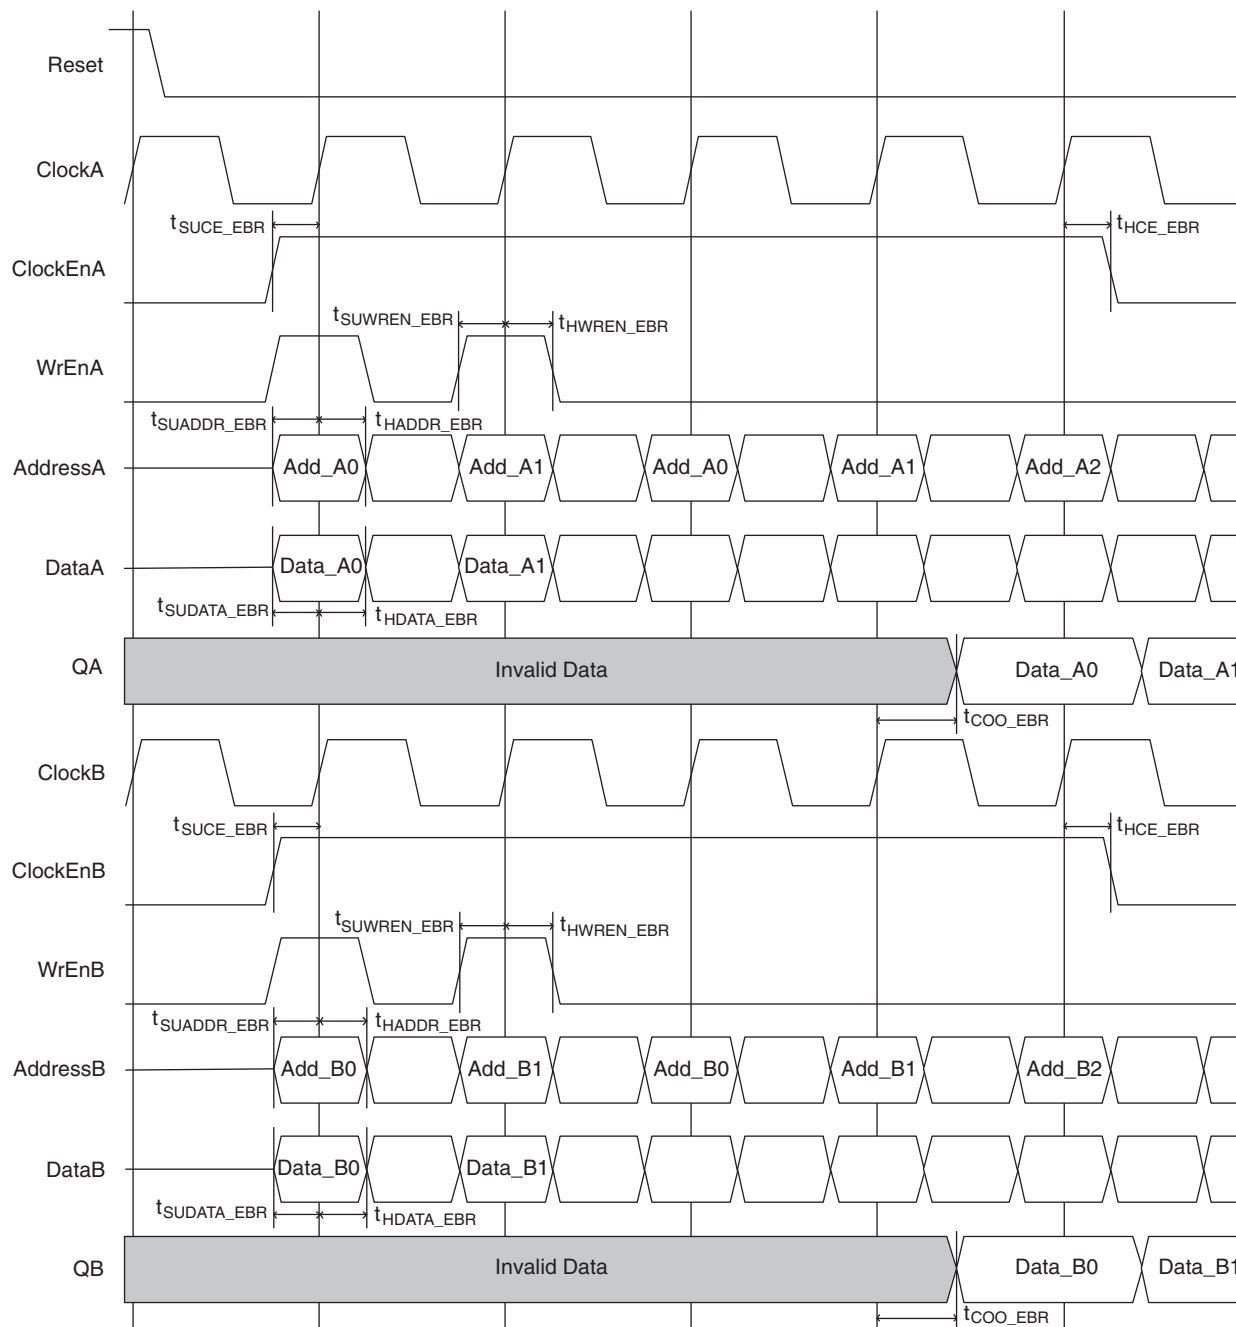 Reset
ClockA
tSUCE_EBR
tHCE_EBR
ClockEnA
tSUWREN_EBR
tHWREN_EBR
WrEnA
tSUADDR_EBR
tHADDR_EBR
AddressA
Add_A0
Add_A1
Add_A0
Add_A1
Add_A2
DataA
Data_A0
Data_A1
tSUDATA_EBR
tHDATA_EBR
QA
Invalid Data
Data_A0
Data_A1
tCOO_EBR
ClockB
tSUCE_EBR
tHCE_EBR
ClockEnB
tSUWREN_EBR
tHWREN_EBR
WrEnB
tSUADDR_EBR
tHADDR_EBR
AddressB
Add_B0
Add_B1
Add_B0
Add_B1
Add_B2
DataB
Data_B0
Data_B1
tSUDATA_EBR
tHDATA_EBR
QB
Invalid Data
Data_B0
Data_B1
tCOO_EBR